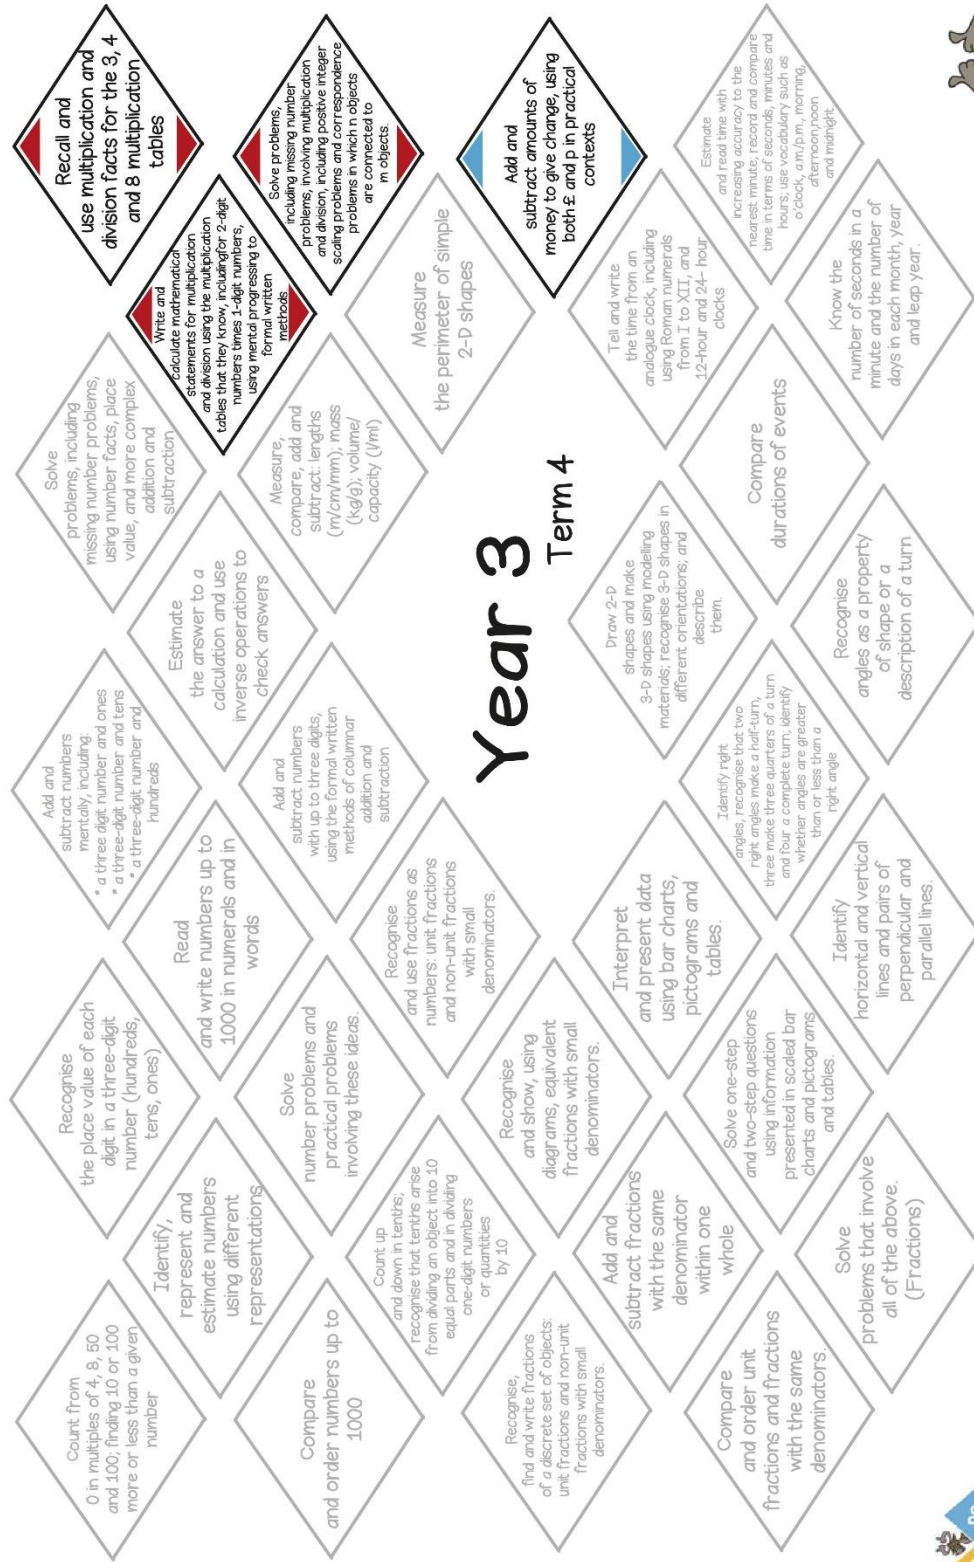 Count from
0 in multiples of 4, 8, 50
and 100; finding 10 or 100
more or less than a given
number
Recognise
the place value of each
digit in a three-digit
number (hundreds,
tens, ones)
Add and
subtract numbers
mentally, including:
* a three digit number and ones
* a three-digit number and tens
* a three-digit number and
hundreds
Solve
problems, including
missing number problems,
using number facts, place
value, and more complex
addition and
subtraction
Recall and
use multiplication and
division facts for the 3, 4
and 8 multiplication
tables
Identify,
represent and
estimate numbers
using different
representations
Read
and write numbers up to
1000 in numerals and in
words
Estimate
the answer to a
calculation and use
inverse operations to
check answers
Write and
Calculate mathematical
statements for multiplication
and division using the multiplication
tables that they know, includingfor 2-digit
numbers times 1-digit numbers,
using mental progressing to
formal written
methods
Compare
and order numbers up to
1000
Solve
number problems and
practical problems
involving these ideas.
Add and
subtract numbers
with up to three digits,
using the formal written
methods of columnar
addition and
subtraction
Measure,
compare, add and
subtract: lengths
(m/cm/mm); mass
(kg/g); volume/
capacity (l/ml)
Solve problems,
including missing number
problems, involving multiplication
and division, including positive integer
scaling problems and correspondence
problems in which n objects
are connected to
m objects.
Count up
and down in tenths;
recognise that tenths arise
from dividing an object into 10
equal parts and in dividing
one-digit numbers
or quantities
by 10
Recognise
and use fractions as
numbers: unit fractions
and non-unit fractions
with small
denominators.
Measure
the perimeter of simple
2-D shapes
Year 3
Term 4
Recognise,
find and write fractions
of a discrete set of objects:
unit fractions and non-unit
fractions with small
denominators.
Recognise
and show, using
diagrams, equivalent
fractions with small
denominators.
Add and
subtract amounts of
money to give change, using
both £ and p in practical
contexts
Add and
subtract fractions
with the same
denominator
within one
whole
Interpret
and present data
using bar charts,
pictograms and
tables.
Draw 2-D
shapes and make
3-D shapes using modelling
materials; recognise 3-D shapes in
different orientations; and
describe
them.
Tell and write
the time from an
analogue clock, including
using Roman numerals
from I to XII, and
12-hour and 24- hour
clocks
Compare
and order unit
fractions and fractions
with the same
denominators.
Solve one-step
and two-step questions
using information
presented in scaled bar
charts and pictograms
and tables.
Identify right
angles, recognise that two
right angles make a half-turn,
three make three quarters of a turn
and four a complete turn; identify
whether angles are greater
than or less than a
right angle
Compare
durations of events
Estimate
and read time with
increasing accuracy to the
nearest minute; record and compare
time in terms of seconds, minutes and
hours; use vocabulary such as
o'clock, a.m./p.m., morning,
afternoon,noon
and midnight.
Solve
problems that involve
all of the above.
(Fractions)
Identify
horizontal and vertical
lines and pairs of
perpendicular and
parallel lines.
Recognise
angles as a property
of shape or a
description of a turn
Know the
number of seconds in a
minute and the number of
days in each month, year
and leap year.